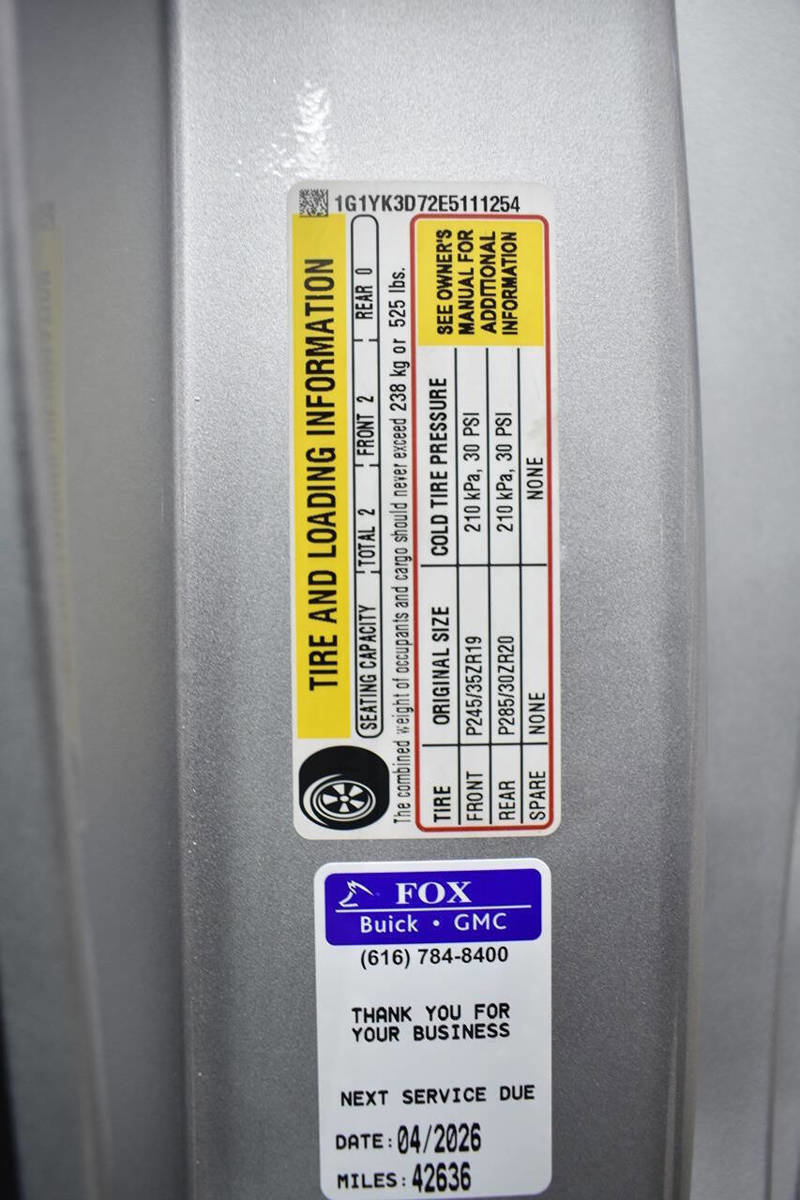 1G1YK3D72E5111254
TIRE AND LOADING INFORMATION
SEATING CAPACITY TOTAL 2 FRONT 2 REAR 0
The combined weight of occupants and cargo should never exceed 238 kg or 525 lbs.
TIRE ORIGINAL SIZE COLD TIRE PRESSURE
FRONT P245/35ZR19 210 kPa, 30 PSI
REAR P285/30ZR20 210 kPa, 30 PSI
SPARE NONE NONE
SEE OWNER'S
MANUAL FOR
ADDITIONAL
INFORMATION
FOX
Buick • GMC
(616) 784-8400
THANK YOU FOR
YOUR BUSINESS
NEXT SERVICE DUE
DATE: 04/2026
MILES: 42636